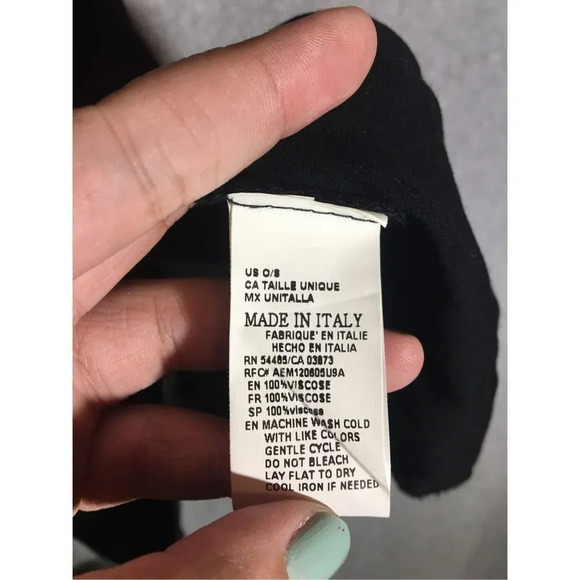 US O/S
CA TAILLE UNIQUE
MX UNITALLA
MADE IN ITALY
FABRIQUE' EN ITALIE
HECHO EN ITALIA
RN 54485/CA 03873
RFC# AEM120605U9A
EN 100%VISCOSE
FR 100%VISCOSE
SP 100%viscose
EN MACHINE WASH COLD
WITH LIKE COLORS
GENTLE CYCLE
DO NOT BLEACH
LAY FLAT TO DRY
COOL IRON IF NEEDED